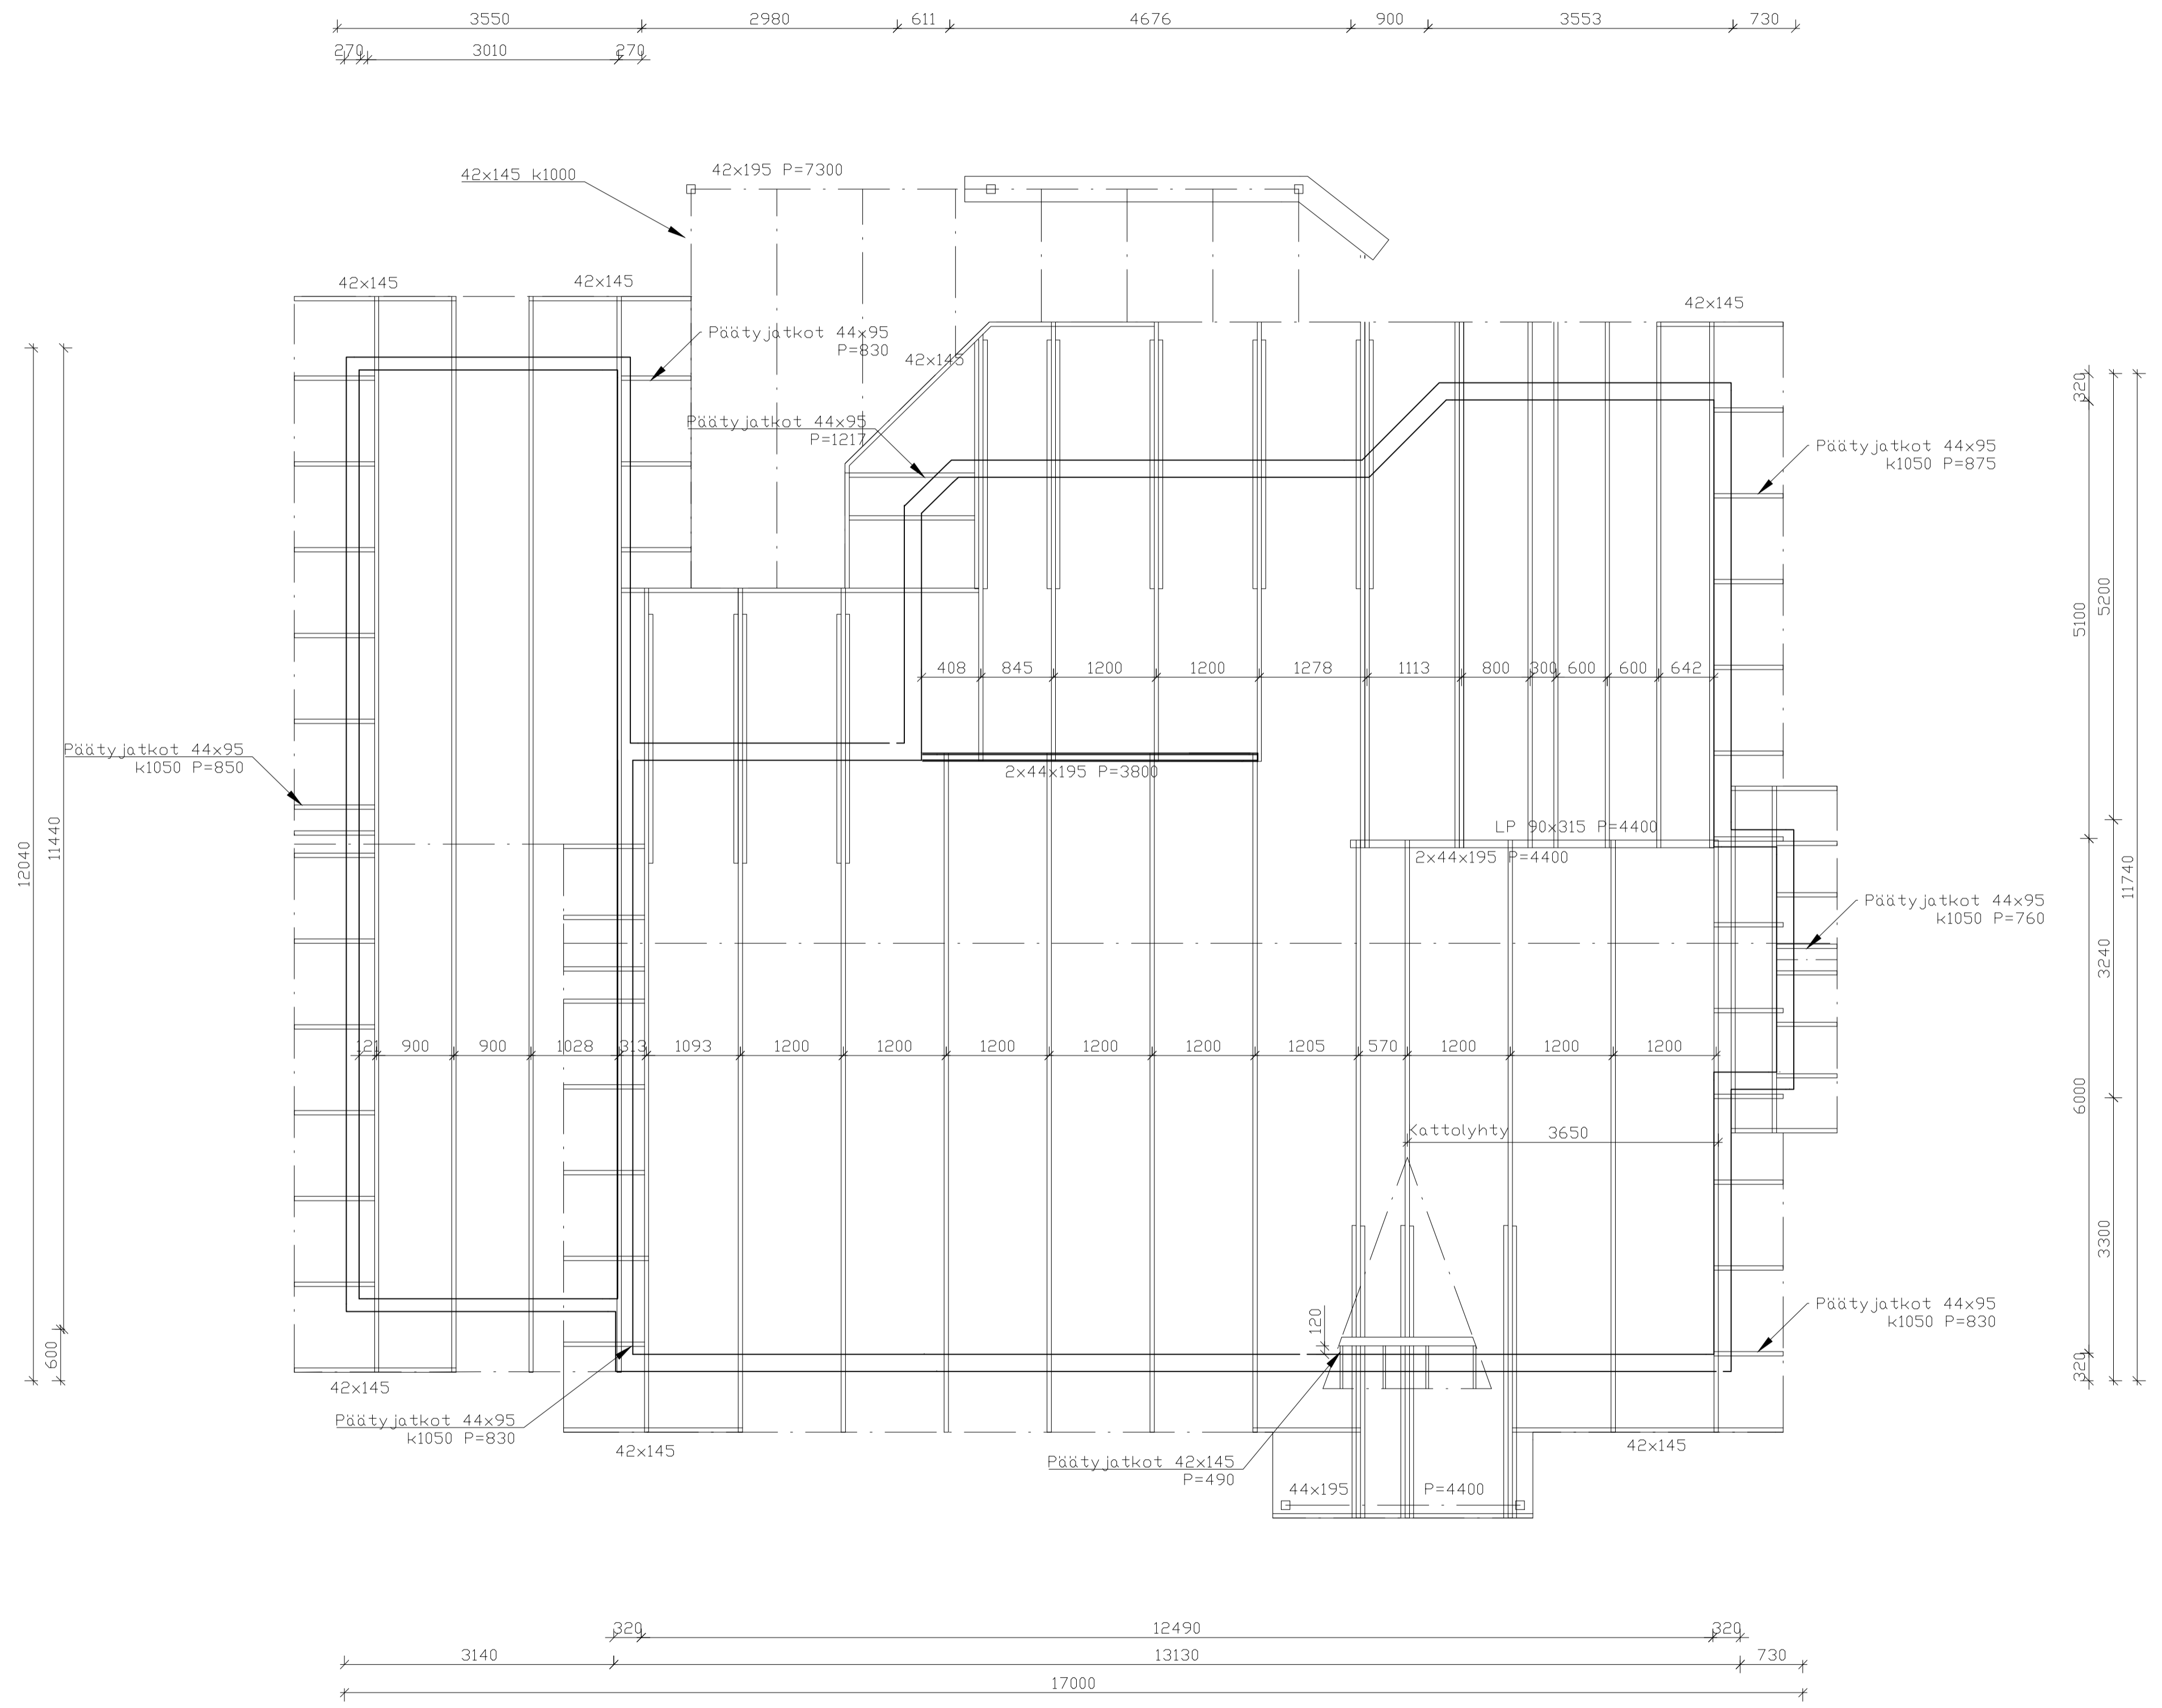 3550
2980
611
4676
900
3553
730
270
3010
270
42x145 k1000
42x195 P=7300
42x145
42x145
42x145
Päätyjatkot 44x95
P=830
42x145
Päätyjatkot 44x95
P=1217
Päätyjatkot 44x95
k1050 P=875
320
5200
5100
408
845
1200
1200
1278
1113
800
300
600
600
642
Päätyjatkot 44x95
k1050 P=850
2x44x195 P=3800
LP 90x315 P=4400
2x44x195 P=4400
12040
11440
11740
Päätyjatkot 44x95
k1050 P=760
3240
121
900
900
1028
313
1093
1200
1200
1200
1200
1200
1205
570
1200
1200
1200
6000
Kattolyhty
3650
3300
120
Päätyjatkot 44x95
k1050 P=830
600
320
42x145
Päätyjatkot 44x95
k1050 P=830
42x145
42x145
Päätyjatkot 42x145
P=490
44x195
P=4400
320
12490
320
3140
13130
730
17000